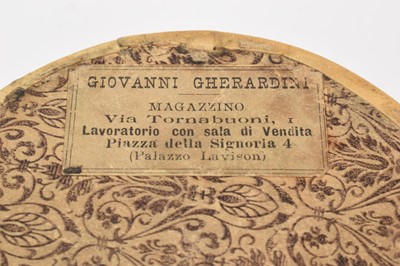 GIOVANNI GHERARDINI
MAGAZZINO
Via Tornabuoni, 1
Lavoratorio con sala di Vendita
Piazza della Signoria 4
(Palazzo Lavison)